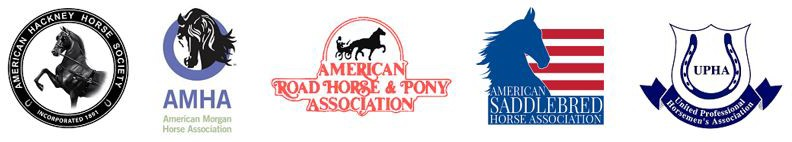 AMERICAN HACKNEY HORSE SOCIETY
INCORPORATED 1891
AMHA
American Morgan
Horse Association
AMERICAN
ROAD HORSE & PONY
ASSOCIATION
AMERICAN
SADDLEBRED
HORSE ASSOCIATION
UPHA
United Professional
Horsemen's Association